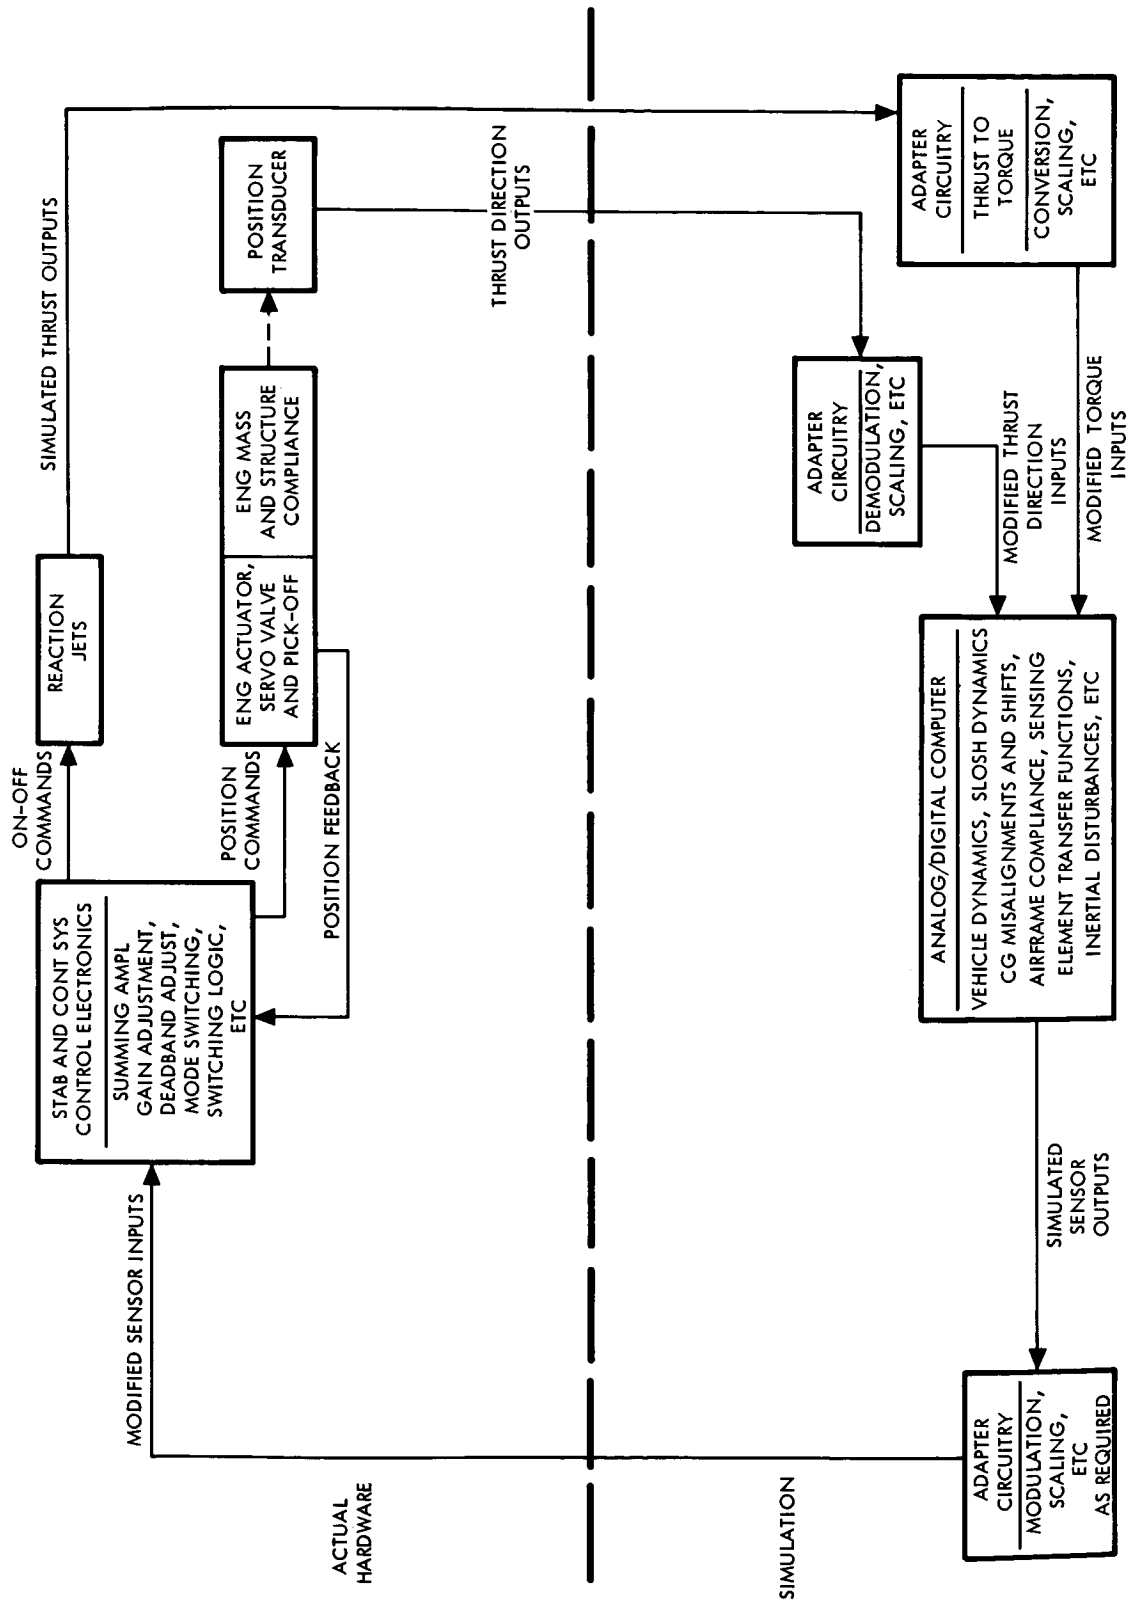 MODIFIED SENSOR INPUTS
STAB AND CONT SYS
CONTROL ELECTRONICS
SUMMING AMPL
GAIN ADJUSTMENT,
DEADBAND ADJUST,
MODE SWITCHING,
SWITCHING LOGIC,
ETC
ON-OFF
COMMANDS
REACTION
JETS
SIMULATED THRUST OUTPUTS
POSITION
COMMANDS
POSITION FEEDBACK
ENG ACTUATOR,
SERVO VALVE
AND PICK-OFF
ENG MASS
AND STRUCTURE
COMPLIANCE
POSITION
TRANSDUCER
THRUST DIRECTION
OUTPUTS
ACTUAL
HARDWARE
SIMULATION
ADAPTER
CIRCUITRY
MODULATION,
SCALING,
ETC
AS REQUIRED
SIMULATED
SENSOR
OUTPUTS
ANALOG/DIGITAL COMPUTER
VEHICLE DYNAMICS, SLOSH DYNAMICS
CG MISALIGNMENTS AND SHIFTS,
AIRFRAME COMPLIANCE, SENSING
ELEMENT TRANSFER FUNCTIONS,
INERTIAL DISTURBANCES, ETC
ADAPTER
CIRCUITRY
DEMODULATION,
SCALING, ETC
MODIFIED THRUST
DIRECTION
INPUTS
MODIFIED TORQUE
INPUTS
ADAPTER
CIRCUITRY
THRUST TO
TORQUE
CONVERSION,
SCALING,
ETC